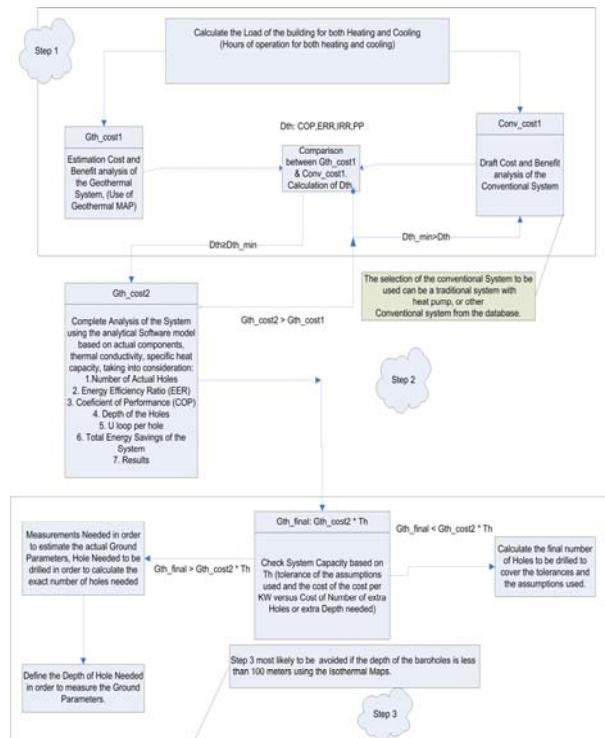 Step 1
Calculate the Load of the building for both Heating and Cooling
(Hours of operation for both heating and cooling)
Gth_cost1
Estimation Cost and
Benefit analysis of
the Geothermal
System, (Use of
Geothermal MAP)
Dth: COP,ERR,IRR,PP
Comparison
between Gth_cost1
& Conv_cost1.
Calculation of Dth
Conv_cost1
Draft Cost and Benefit
analysis of the
Conventional System
Dth≥Dth_min
Dth_min>Dth
Gth_cost2
Complete Analysis of the System
using the analytical Software model
based on actual components,
thermal conductivity, specific heat
capacity, taking into consideration:
1.Number of Actual Holes
2. Energy Efficiency Ratio (EER)
3. Coeficient of Performance (COP)
4. Depth of the Holes
5. U loop per hole
6. Total Energy Savings of the
System
7. Results
Gth_cost2 > Gth_cost1
The selection of the conventional System to be
used can be a traditional system with
heat pump, or other
Conventional system from the database.
Step 2
Measurements Needed in order
to estimate the actual Ground
Parameters, Hole Needed to be
drilled in order to calculate the
exact number of holes needed
Gth_final > Gth_cost2 * Th
Gth_final: Gth_cost2 * Th
Check System Capacity based on
Th (tolerance of the assumptions
used and the cost of the cost per
KW versus Cost of Number of extra
Holes or extra Depth needed)
Gth_final < Gth_cost2 * Th
Calculate the final
number of
Holes to be drilled to
cover the tolerances and
the assumptions used.
Define the Depth of Hole Needed
in order to measure the Ground
Parameters.
Step 3 most likely to be avoided if the depth of the baroholes is less
than 100 meters using the Isothermal Maps.
Step 3